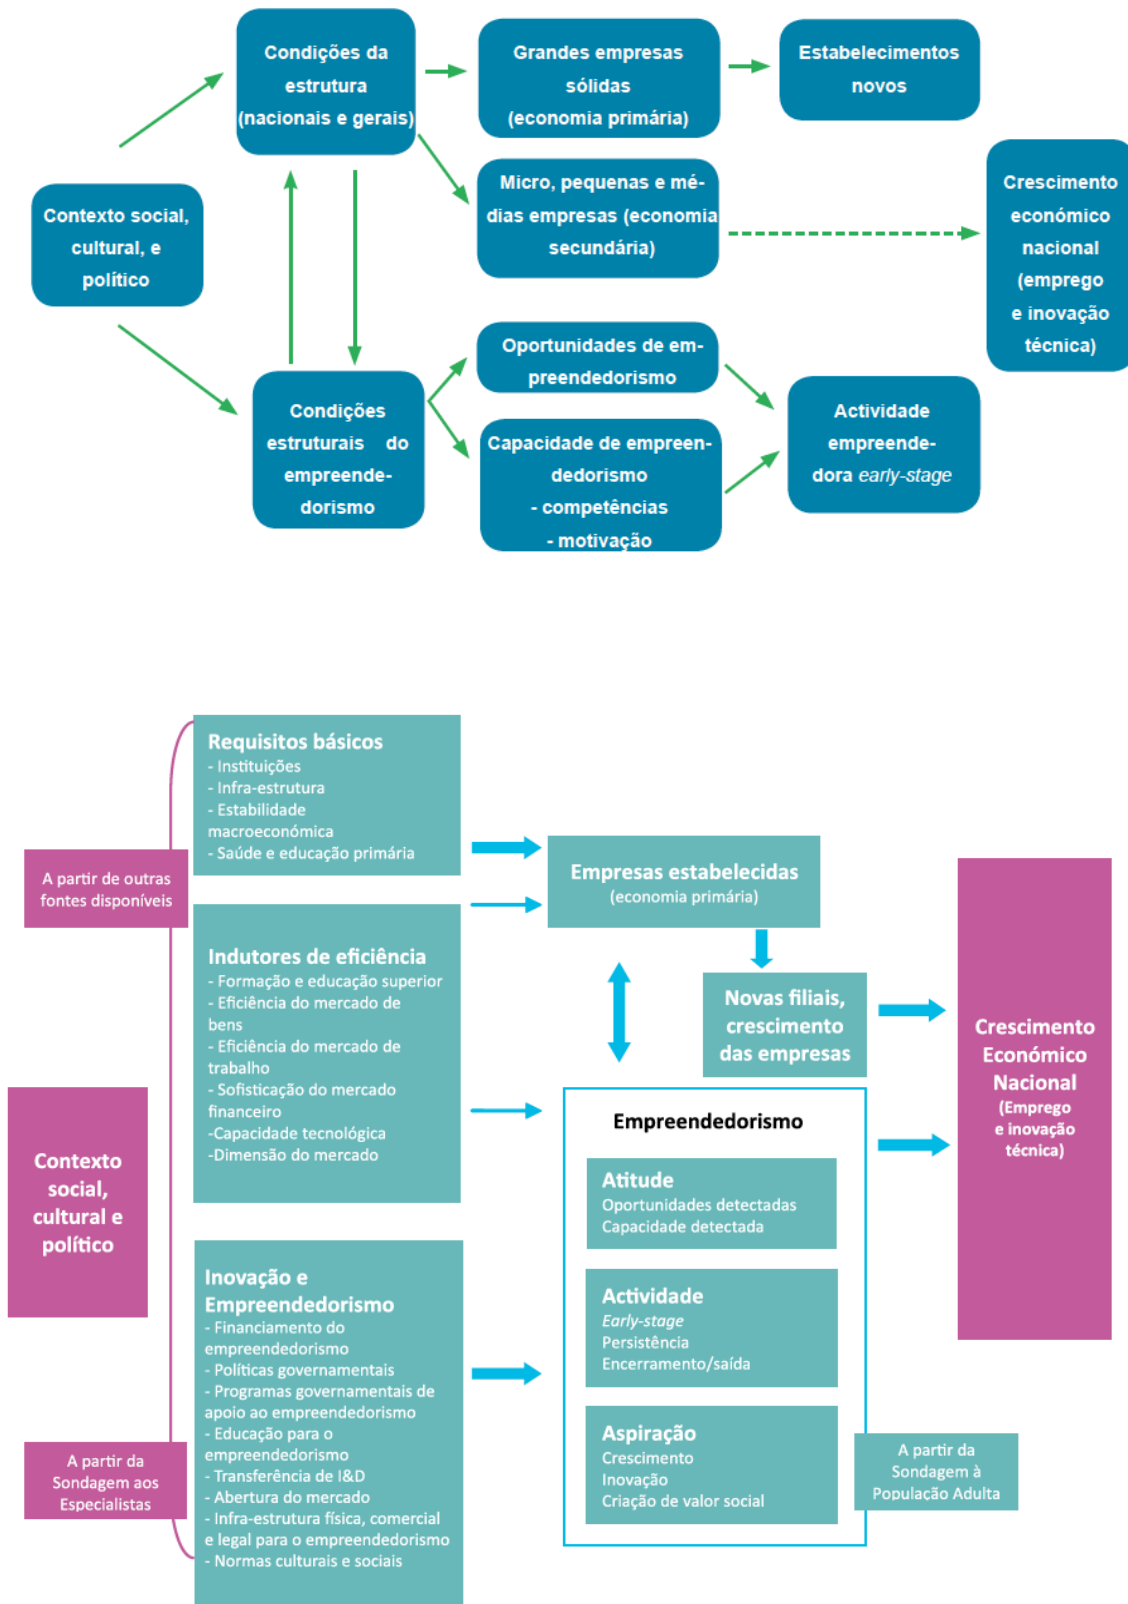 Condições da
estrutura
(nacionais e gerais)
Grandes empresas
sólidas
(economia primária)
Estabelecimentos
novos
Contexto social,
cultural, e
político
Micro, pequenas e mé-
dias empresas (economia
secundária)
Crescimento
económico
nacional
(emprego
e inovação
técnica)
Condições
estruturais do
empreende-
dorismo
Oportunidades de em-
preendedorismo
Capacidade de empreen-
dedorismo
- competências
- motivação
Actividade
empreende-
dora early-stage
Requisitos básicos
- Instituições
- Infra-estrutura
- Estabilidade
macroeconómica
- Saúde e educação primária
A partir de outras
fontes disponíveis
Indutores de eficiência
- Formação e educação superior
- Eficiência do mercado de
bens
- Eficiência do mercado de
trabalho
- Sofisticação do mercado
financeiro
-Capacidade tecnológica
-Dimensão do mercado
Contexto
social,
cultural e
político
Inovação e
Empreendedorismo
- Financiamento do
empreendedorismo
- Políticas governamentais
- Programas governamentais de
apoio ao empreendedorismo
- Educação para o
empreendedorismo
- Transferência de I&D
- Abertura do mercado
- Infra-estrutura física, comercial
e legal para o empreendedorismo
- Normas culturais e sociais
A partir da
Sondagem aos
Especialistas
Empresas estabelecidas
(economia primária)
Novas filiais,
crescimento
das empresas
Empreendedorismo
Atitude
Oportunidades detectadas
Capacidade detectada
Actividade
Early-stage
Persistência
Encerramento/saída
Aspiração
Crescimento
Inovação
Criação de valor social
A partir da
Sondagem à
População Adulta
Crescimento
Económico
Nacional
(Emprego
e inovação
técnica)